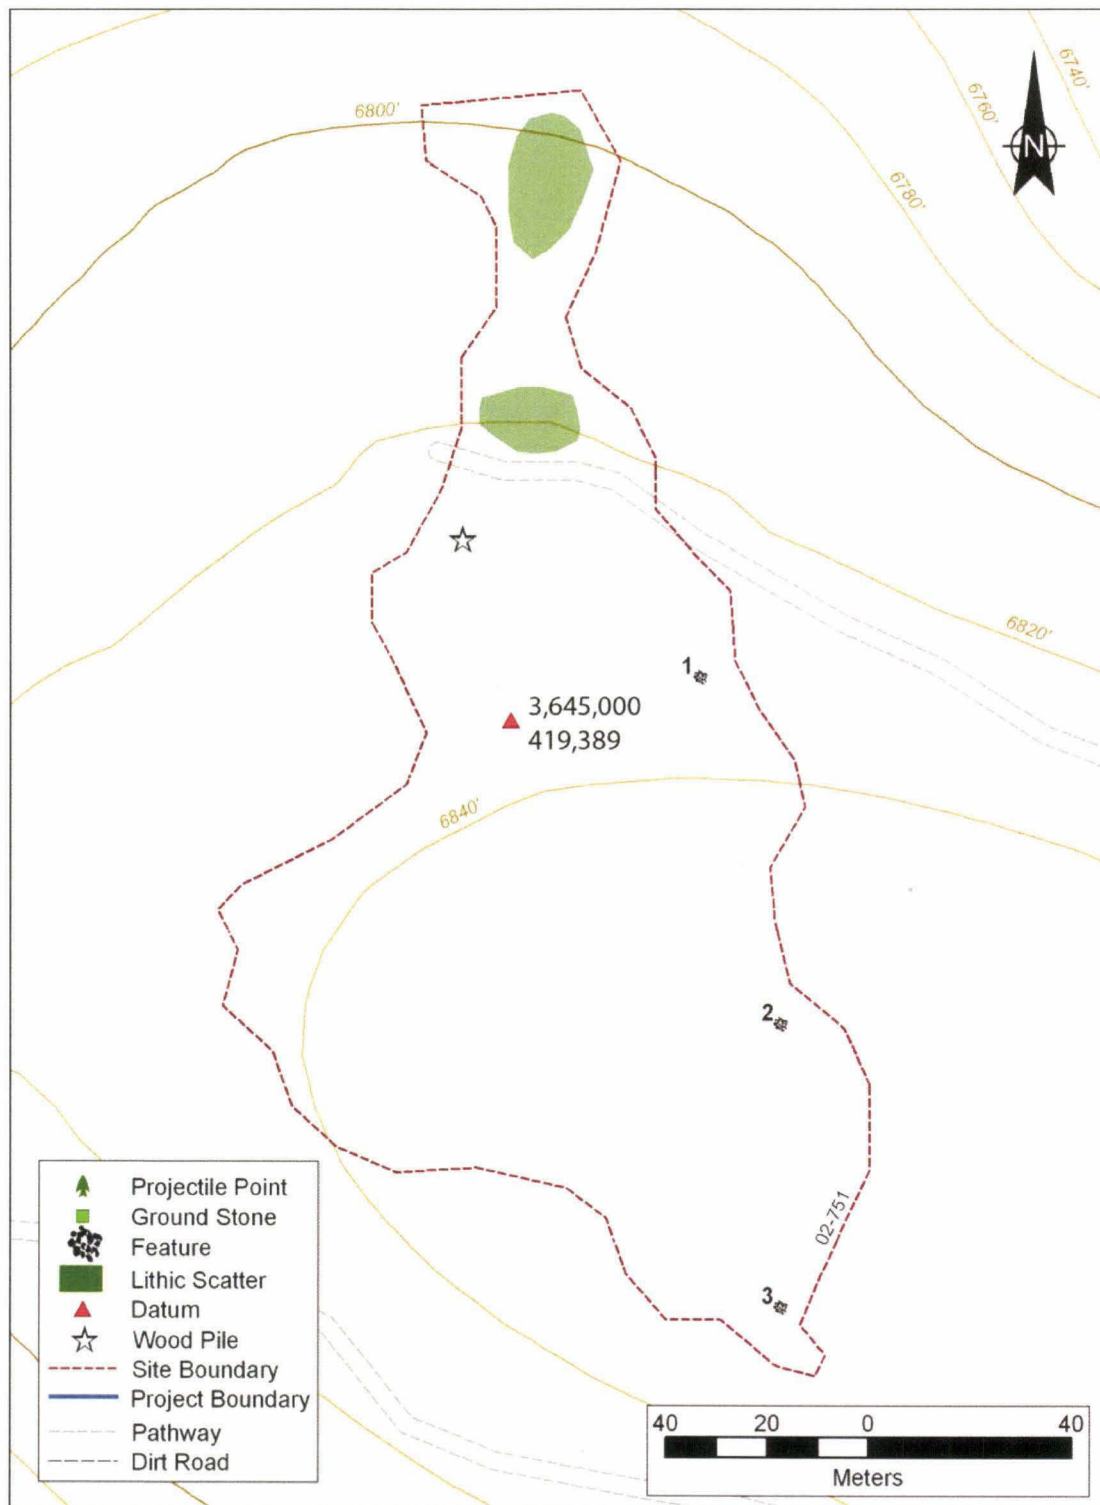 6800'
6740'
6760'
6780'
N
6820'
1
3,645,000
419,389
6840'
2
02-751
3
Projectile Point
Ground Stone
Feature
Lithic Scatter
Datum
Wood Pile
Site Boundary
Project Boundary
Pathway
Dirt Road
40 20 0 40
Meters